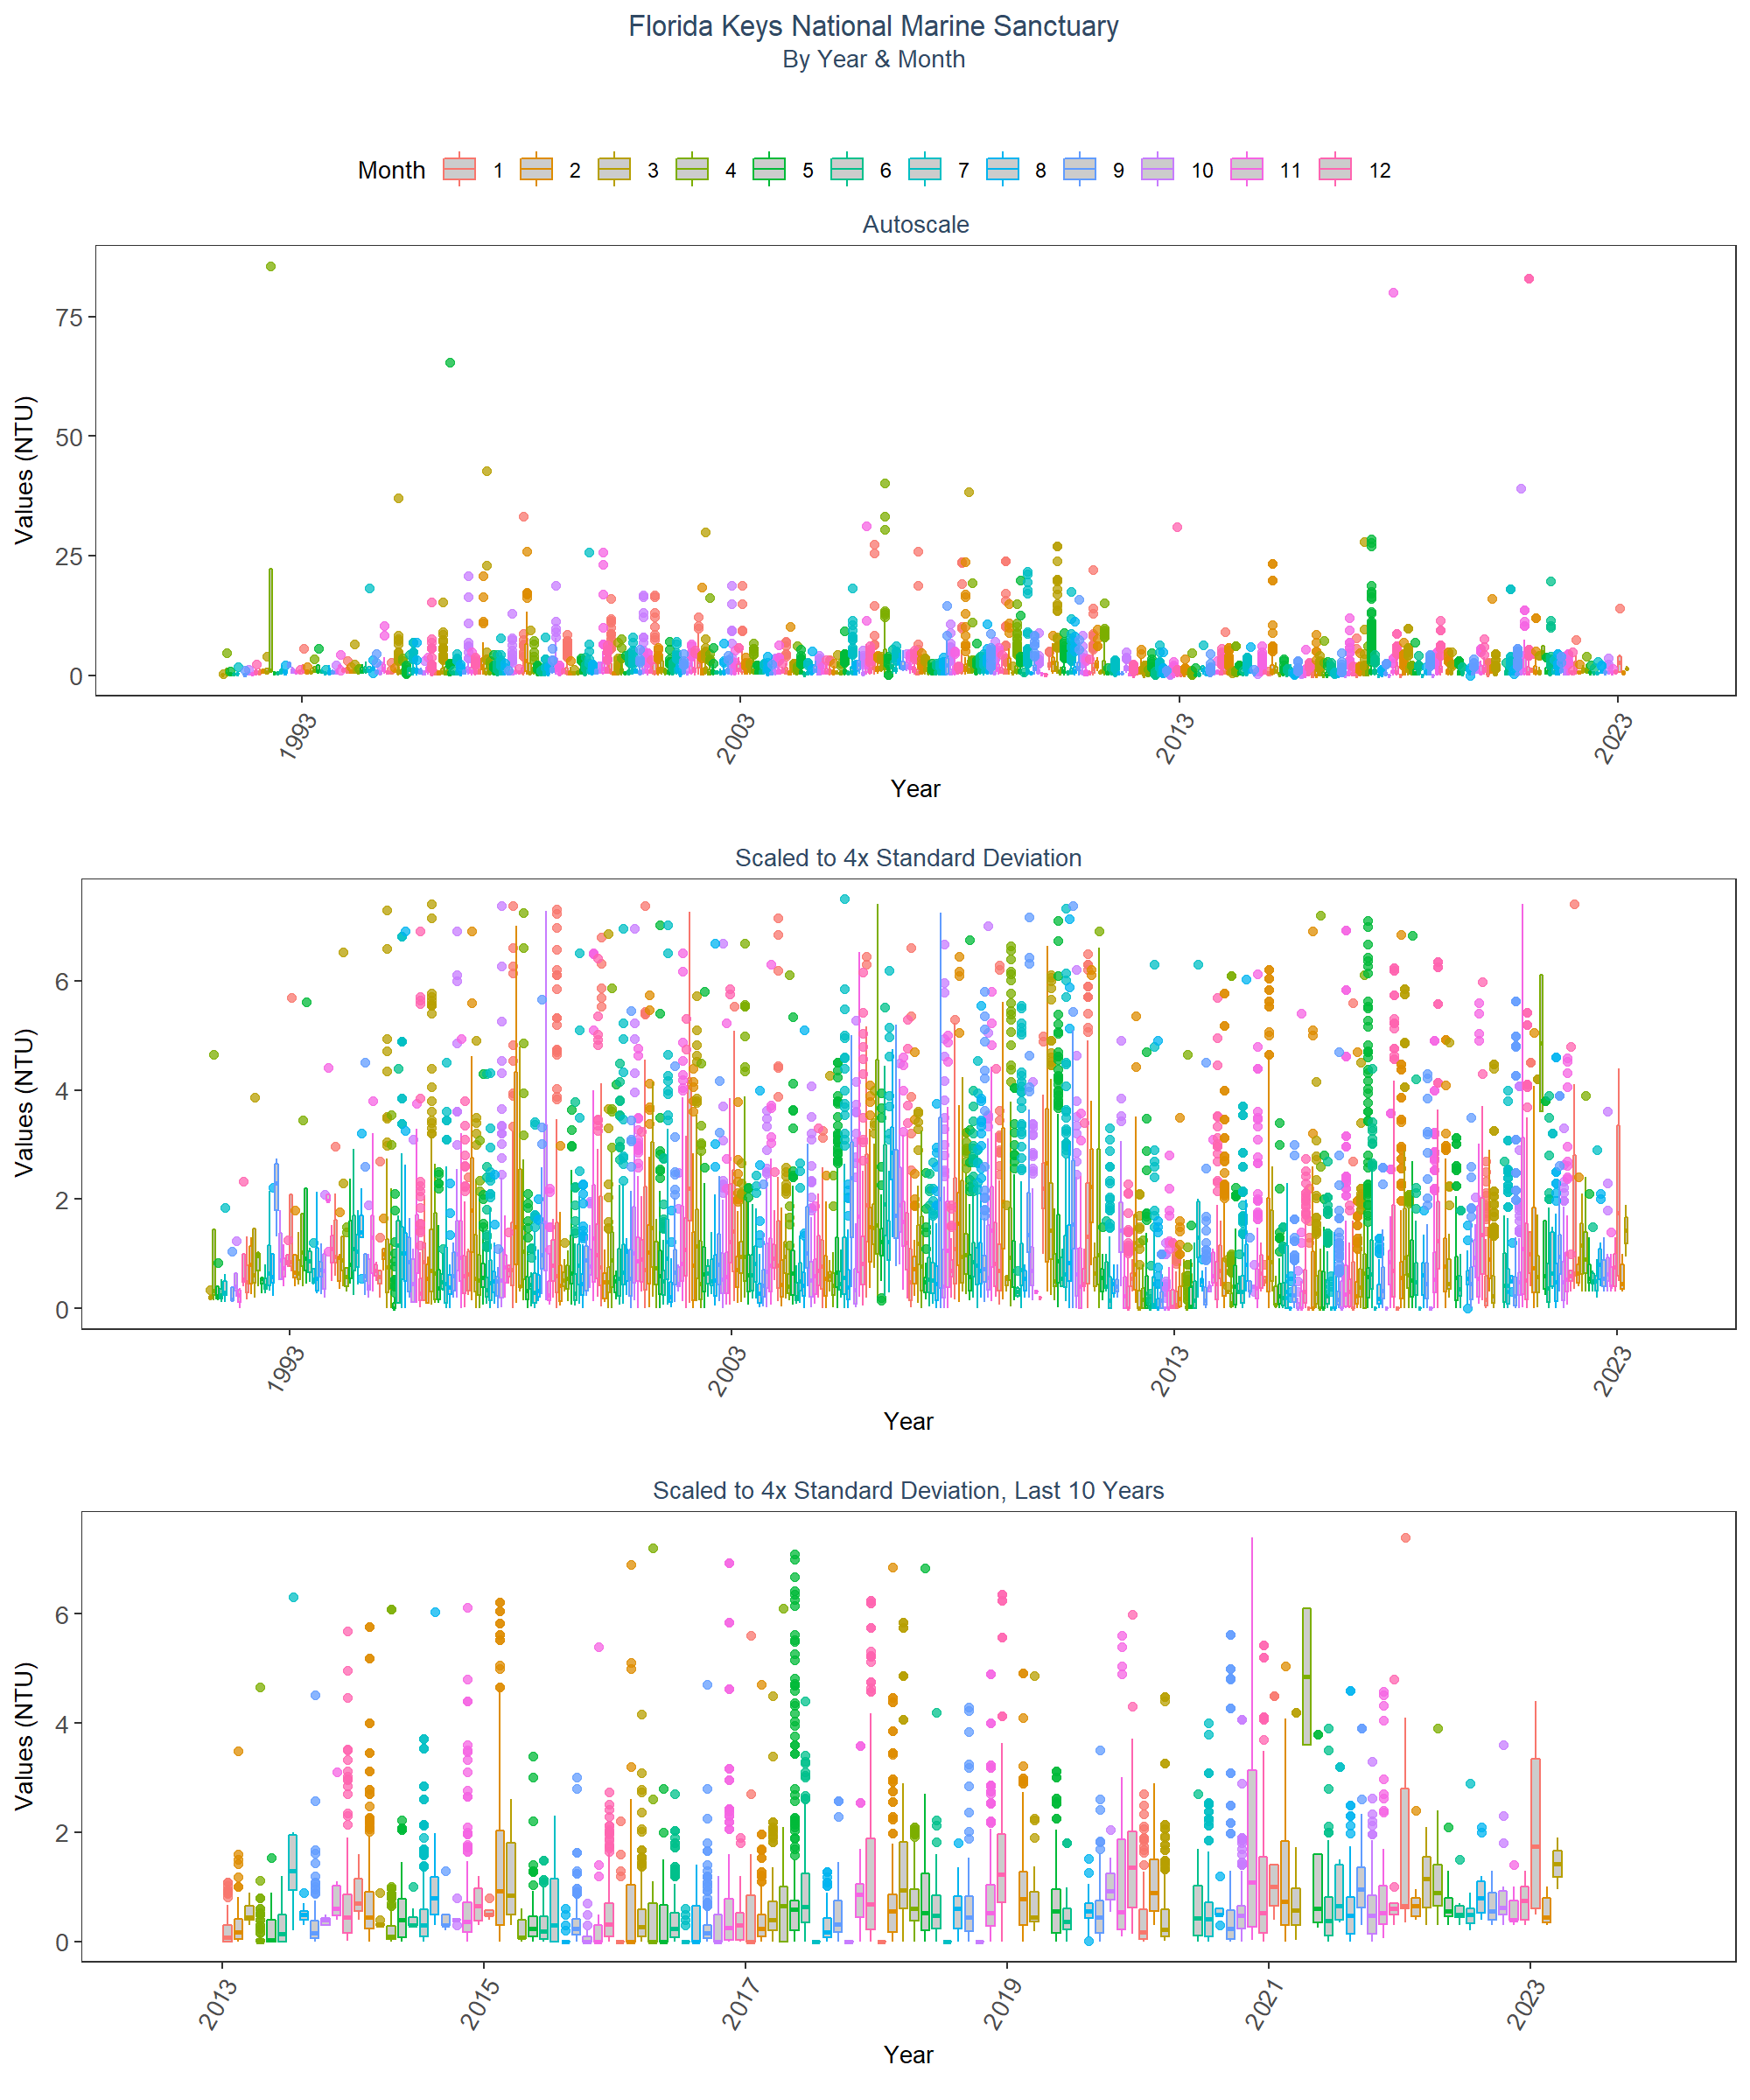 Florida Keys National Marine Sanctuary
By Year & Month
Month 1 2 3 4 5 6 7 8 9 10 11 12
Autoscale
Values (NTU)
75
50
25
0
1993 2003 2013 2023
Year
Scaled to 4x Standard Deviation
Values (NTU)
6
4
2
0
1993 2003 2013 2023
Year
Scaled to 4x Standard Deviation, Last 10 Years
Values (NTU)
6
4
2
0
2013 2015 2017 2019 2021 2023
Year